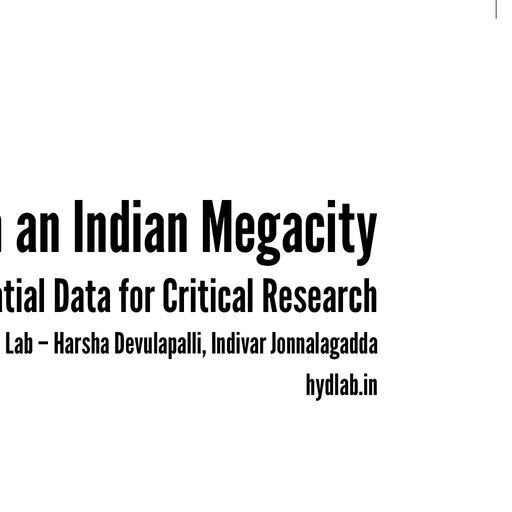 an Indian Megacity
tial Data for Critical Research
Lab – Harsha Devulapalli, Indivar Jonnalagadda
hydlab.in